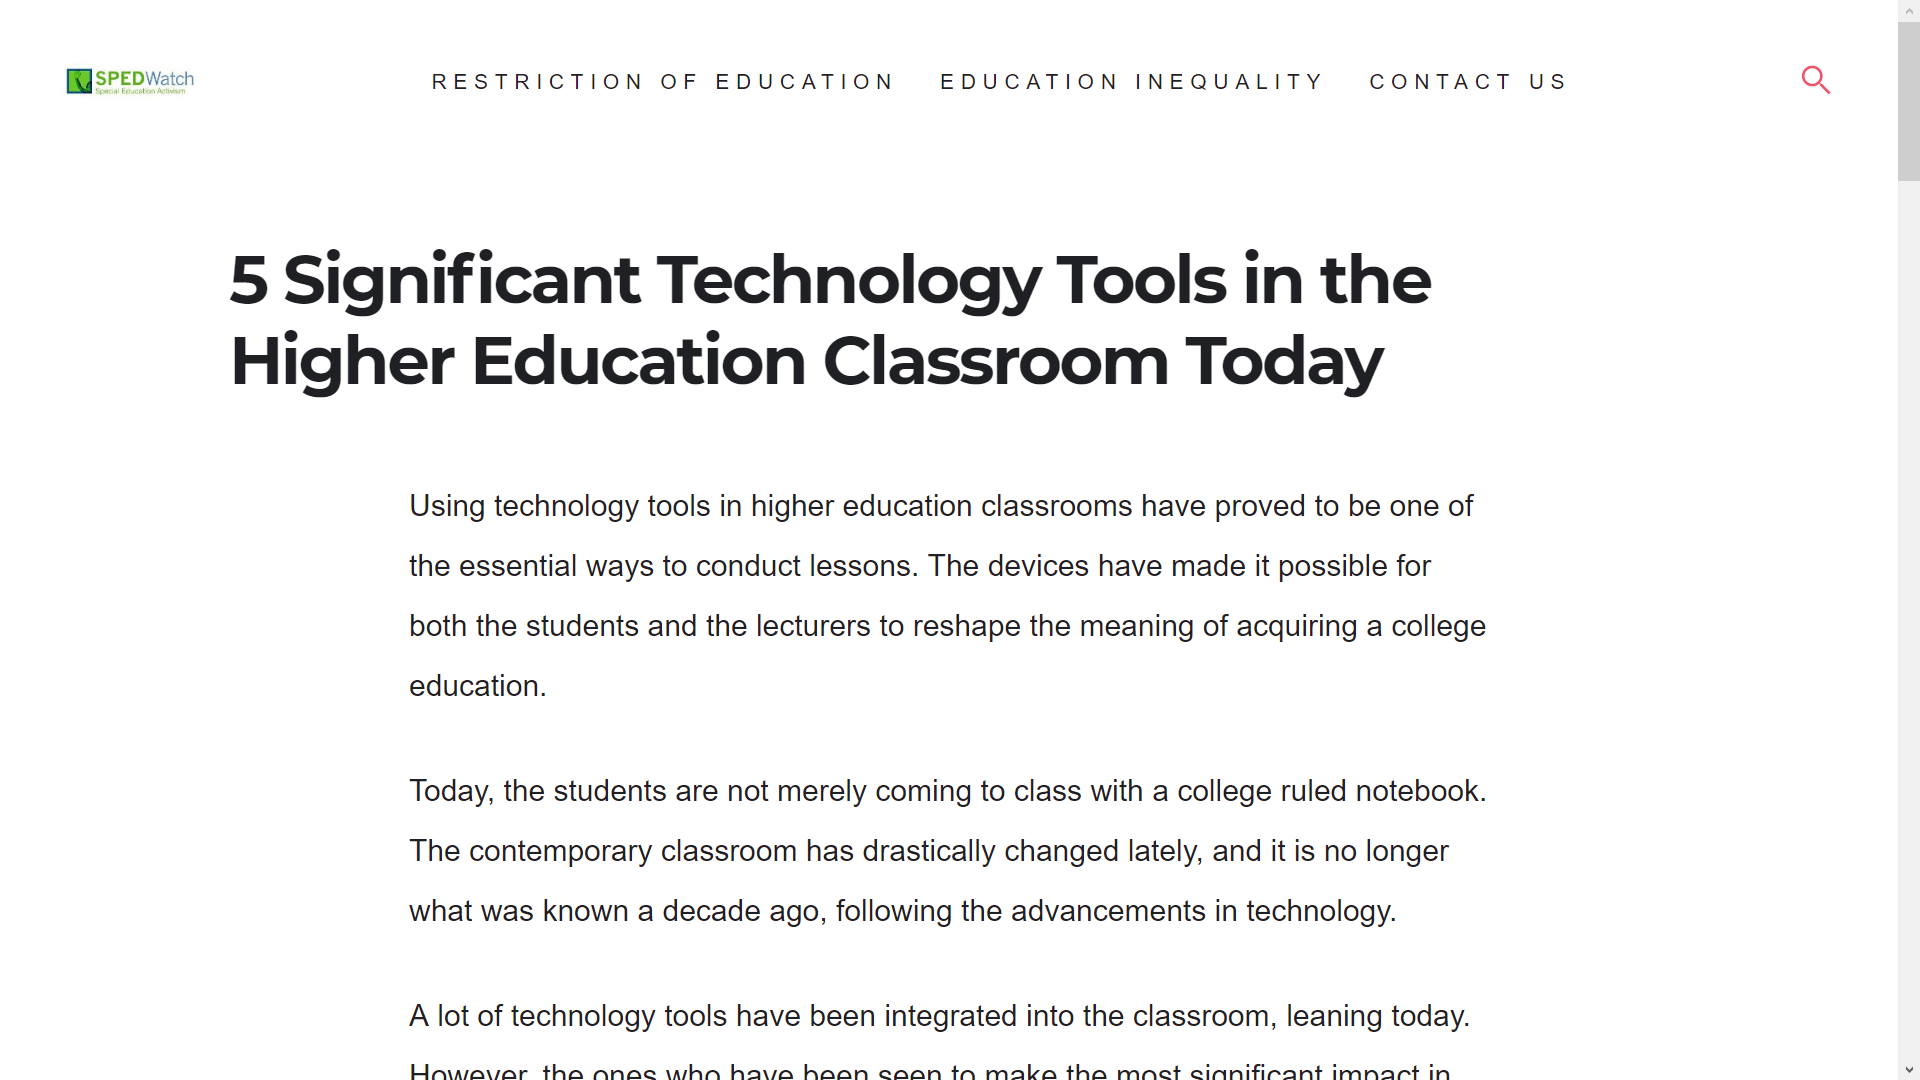 SPEDWatch
Special Education Activism
RESTRICTION OF EDUCATION EDUCATION INEQUALITY CONTACT US
5 Significant Technology Tools in the
Higher Education Classroom Today
Using technology tools in higher education classrooms have proved to be one of
the essential ways to conduct lessons. The devices have made it possible for
both the students and the lecturers to reshape the meaning of acquiring a college
education.
Today, the students are not merely coming to class with a college ruled notebook.
The contemporary classroom has drastically changed lately, and it is no longer
what was known a decade ago, following the advancements in technology.
A lot of technology tools have been integrated into the classroom, leaning today.
However, the ones who have been seen to make the most significant impact in